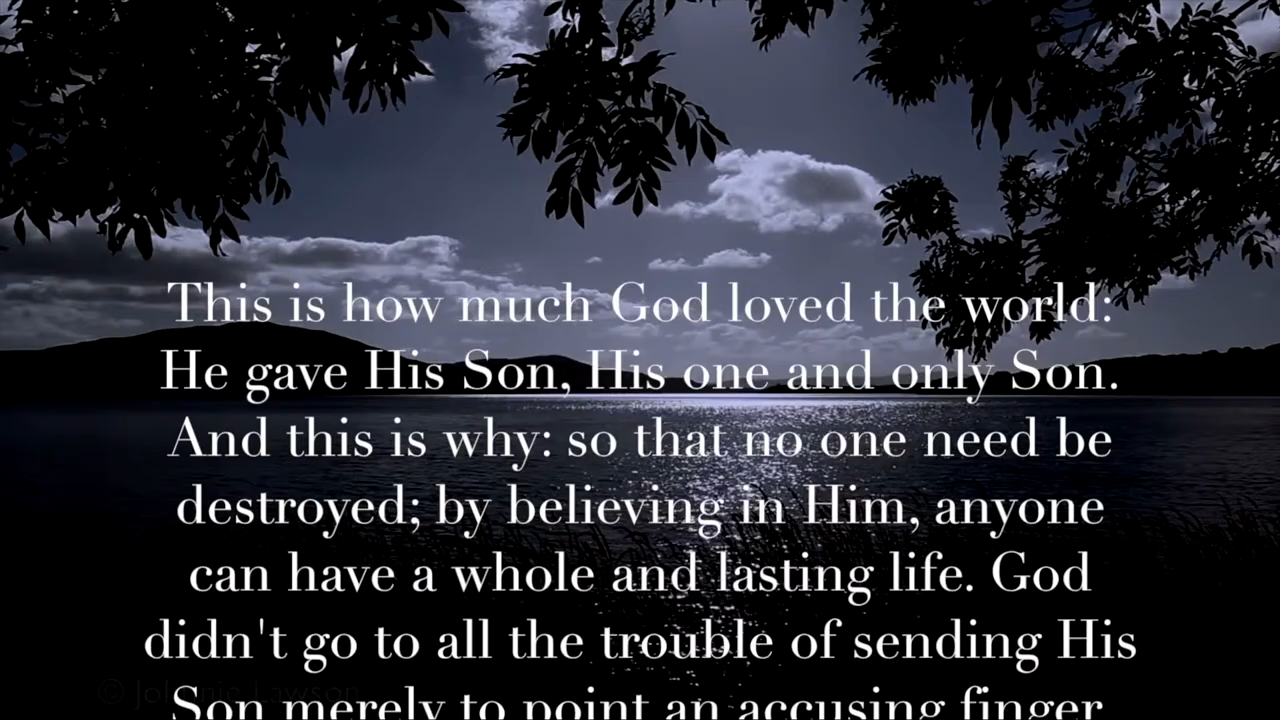 This is how much God loved the world:
He gave His Son, His one and only Son.
And this is why: so that no one need be
destroyed; by believing in Him, anyone
can have a whole and lasting life. God
didn't go to all the trouble of sending His
Son merely to point an accusing finger
© Johnnie Lawson